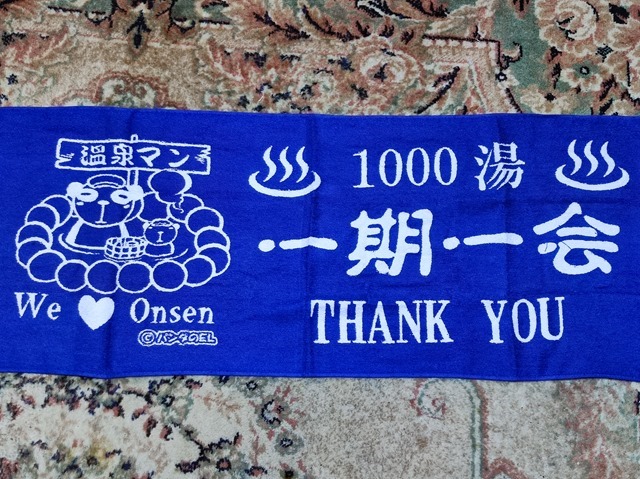 温泉マン
We Onsen
©パンダのEL
1000湯
一期一会
THANK YOU